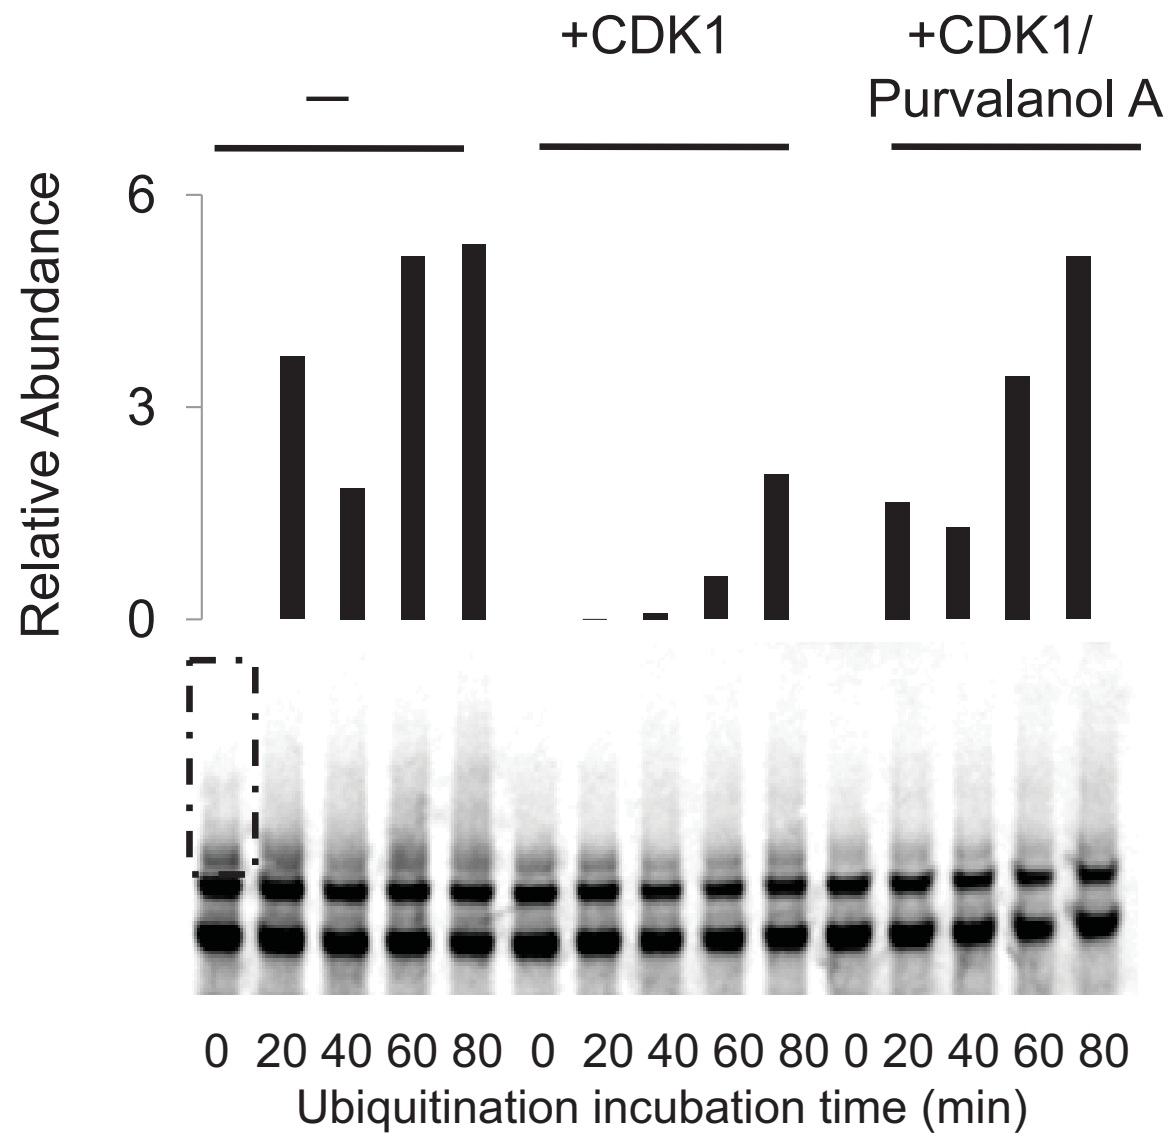 +CDK1
+CDK1/
Purvalanol A
–
Relative Abundance
6
3
0
0 20 40 60 80 0 20 40 60 80 0 20 40 60 80
Ubiquitination incubation time (min)